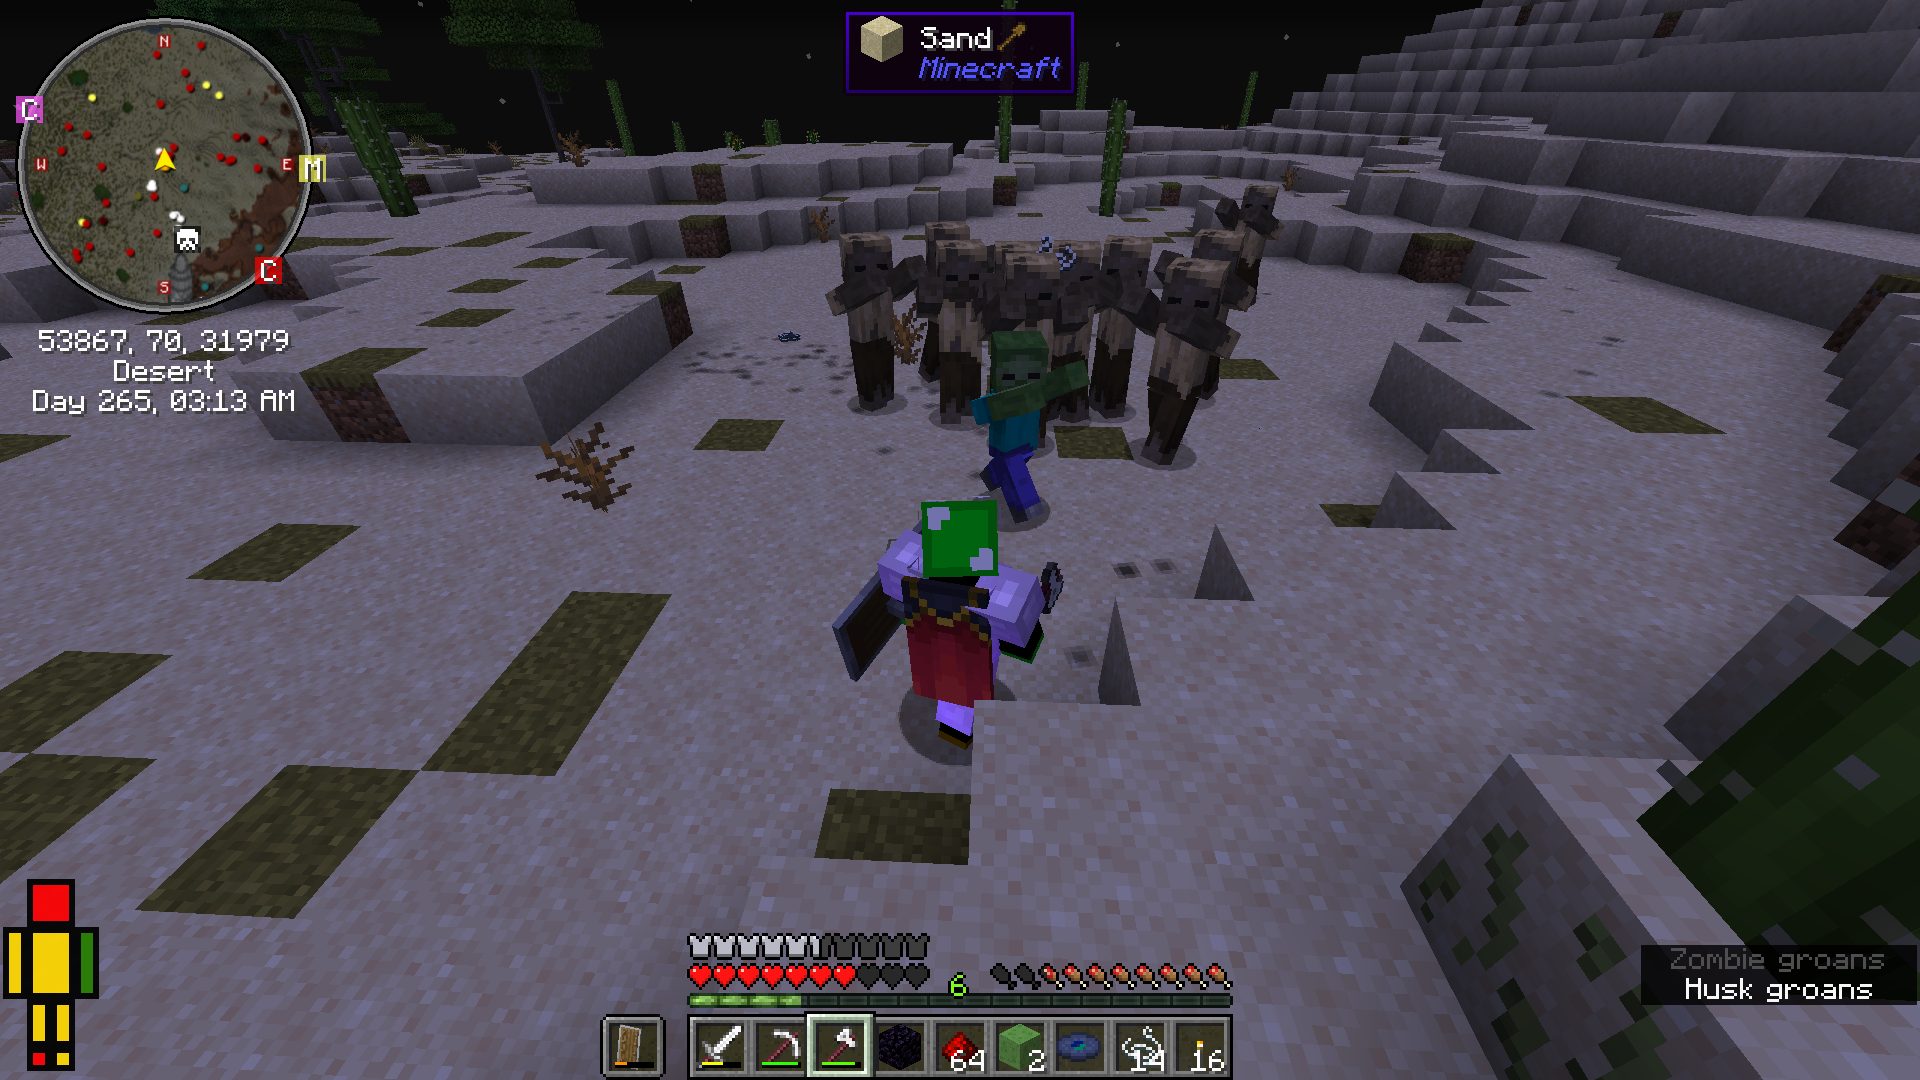 N
C
W
E
M
S
C
53867, 70, 31979
Desert
Day 265, 03:13 AM
Sand
Minecraft
Zombie groans
Husk groans
6
64
2
14
16